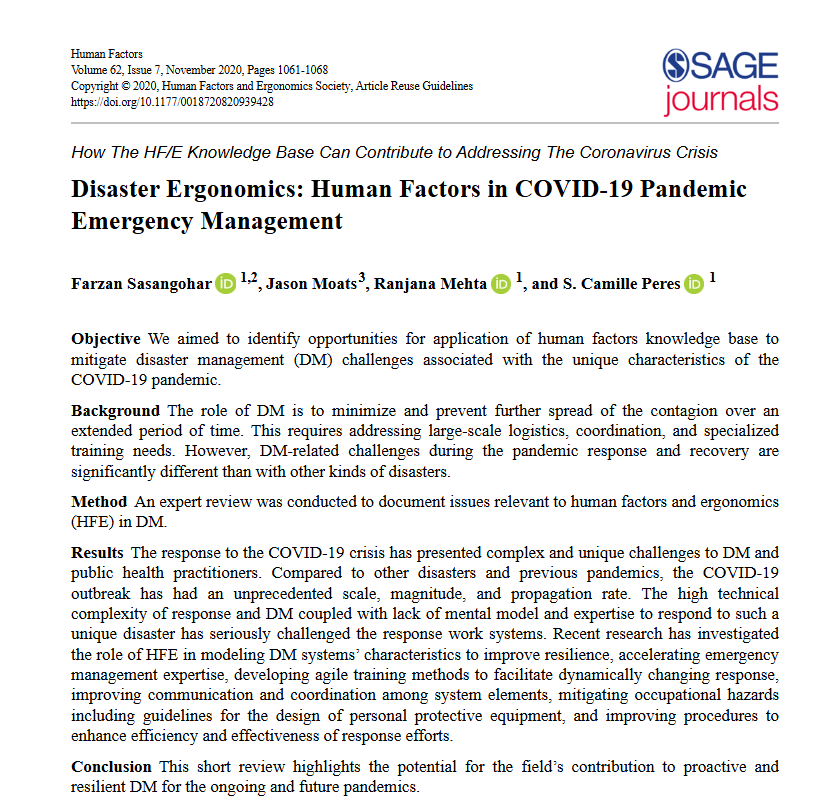 Human Factors
Volume 62, Issue 7, November 2020, Pages 1061-1068
Copyright © 2020, Human Factors and Ergonomics Society, Article Reuse Guidelines
https://doi.org/10.1177/0018720820939428
SAGE
journals
How The HF/E Knowledge Base Can Contribute to Addressing The Coronavirus Crisis
Disaster Ergonomics: Human Factors in COVID-19 Pandemic
Emergency Management
Farzan Sasangohar iD 1,2, Jason Moats3, Ranjana Mehta iD 1, and S. Camille Peres iD 1
Objective We aimed to identify opportunities for application of human factors knowledge base to
mitigate disaster management (DM) challenges associated with the unique characteristics of the
COVID-19 pandemic.
Background The role of DM is to minimize and prevent further spread of the contagion over an
extended period of time. This requires addressing large-scale logistics, coordination, and specialized
training needs. However, DM-related challenges during the pandemic response and recovery are
significantly different than with other kinds of disasters.
Method An expert review was conducted to document issues relevant to human factors and ergonomics
(HFE) in DM.
Results The response to the COVID-19 crisis has presented complex and unique challenges to DM and
public health practitioners. Compared to other disasters and previous pandemics, the COVID-19
outbreak has had an unprecedented scale, magnitude, and propagation rate. The high technical
complexity of response and DM coupled with lack of mental model and expertise to respond to such a
unique disaster has seriously challenged the response work systems. Recent research has investigated
the role of HFE in modeling DM systems’ characteristics to improve resilience, accelerating emergency
management expertise, developing agile training methods to facilitate dynamically changing response,
improving communication and coordination among system elements, mitigating occupational hazards
including guidelines for the design of personal protective equipment, and improving procedures to
enhance efficiency and effectiveness of response efforts.
Conclusion This short review highlights the potential for the field’s contribution to proactive and
resilient DM for the ongoing and future pandemics.